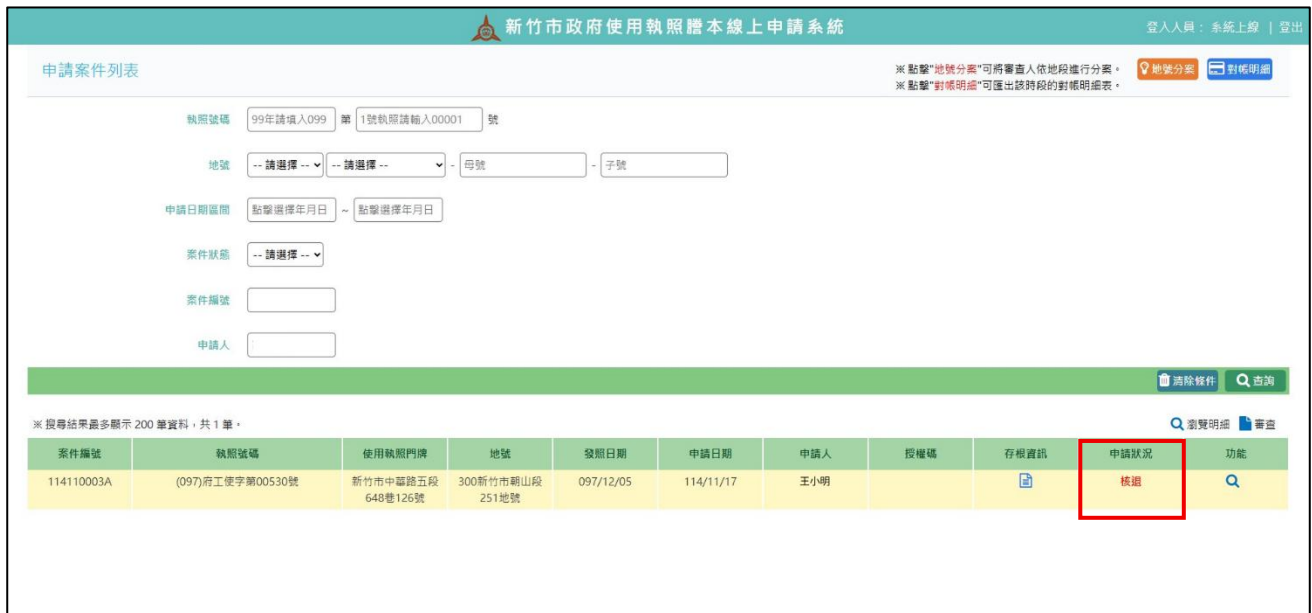 新竹市政府使用執照謄本線上申請系統
登入人員： 系統上線 | 登出
申請案件列表
※ 點擊"地號分案"可將審查人依地段進行分案。
※ 點擊"對帳明細"可匯出該時段的對帳明細表。
地號分案
對帳明細
執照號碼 99年請填入099 第 1號執照請輸入00001 號
地號 -- 請選擇 -- -- 請選擇 -- - 母號 - 子號
申請日期區間 點擊選擇年月日 ~ 點擊選擇年月日
案件狀態 -- 請選擇 --
案件編號
申請人
清除條件 查詢
※ 搜尋結果最多顯示 200 筆資料，共 1 筆。
瀏覽明細 審查
案件編號 執照號碼 使用執照門牌 地號 發照日期 申請日期 申請人 授權碼 存根資訊 申請狀況 功能
114110003A (097)府工使字第00530號 新竹市中華路五段 300新竹市朝山段 097/12/05 114/11/17 王小明 核退
648巷126號 251地號